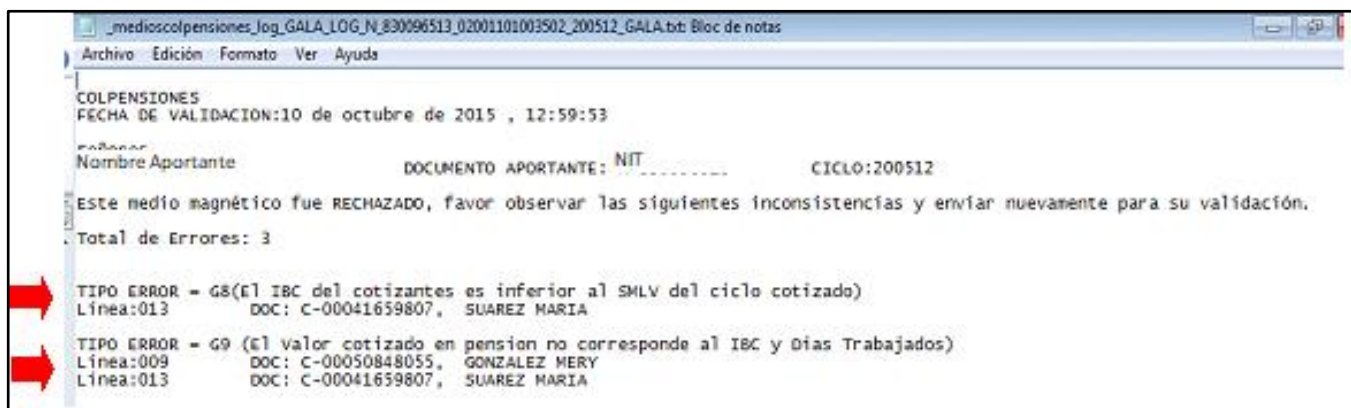 _medioscolpensiones_log_GALA_LOG_N_830096513_02001101003502_200512_GALA.txt: Bloc de notas
Archivo Edición Formato Ver Ayuda
COLPENSIONES
FECHA DE VALIDACION:10 de octubre de 2015 , 12:59:53
Nombre Aportante DOCUMENTO APORTANTE: NIT CICLO:200512
Este medio magnético fue RECHAZADO, favor observar las siguientes inconsistencias y enviar nuevamente para su validación.
Total de Errores: 3
TIPO ERROR = G8(El IBC del cotizantes es inferior al SMLV del ciclo cotizado)
Línea:013 DOC: C-00041659807, SUAREZ MARIA
TIPO ERROR = G9 (El Valor cotizado en pension no corresponde al IBC y Dias Trabajados)
Línea:009 DOC: C-00050848055, GONZALEZ MERY
Línea:013 DOC: C-00041659807, SUAREZ MARIA